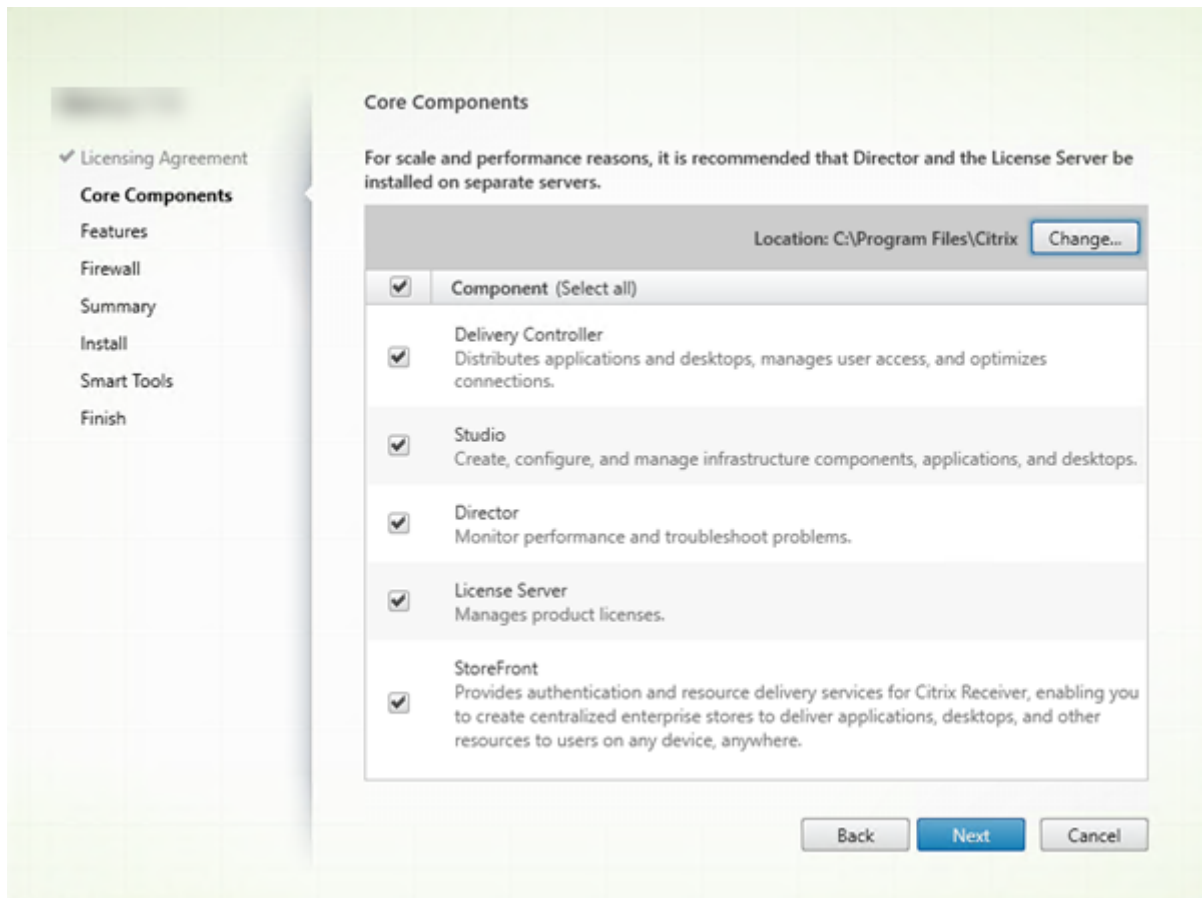 Licensing Agreement
Core Components
Features
Firewall
Summary
Install
Smart Tools
Finish
Core Components
For scale and performance reasons, it is recommended that Director and the License Server be
installed on separate servers.
Location: C:\Program Files\Citrix
Change...
Component (Select all)
Delivery Controller
Distributes applications and desktops, manages user access, and optimizes
connections.
Studio
Create, configure, and manage infrastructure components, applications, and desktops.
Director
Monitor performance and troubleshoot problems.
License Server
Manages product licenses.
StoreFront
Provides authentication and resource delivery services for Citrix Receiver, enabling you
to create centralized enterprise stores to deliver applications, desktops, and other
resources to users on any device, anywhere.
Back
Next
Cancel